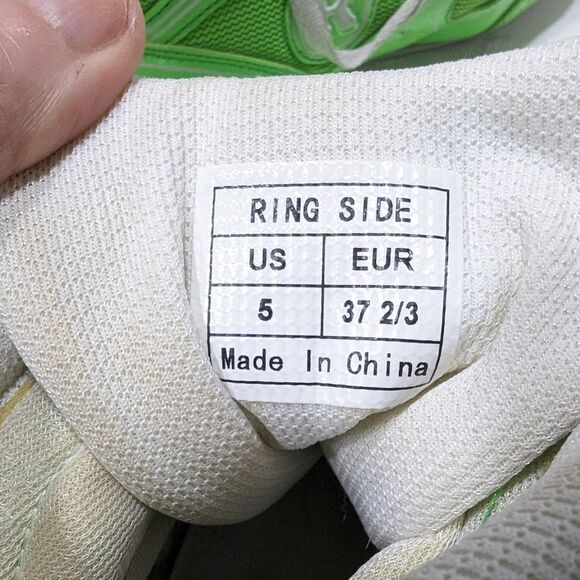 RING SIDE
US EUR
5 37 2/3
Made In China